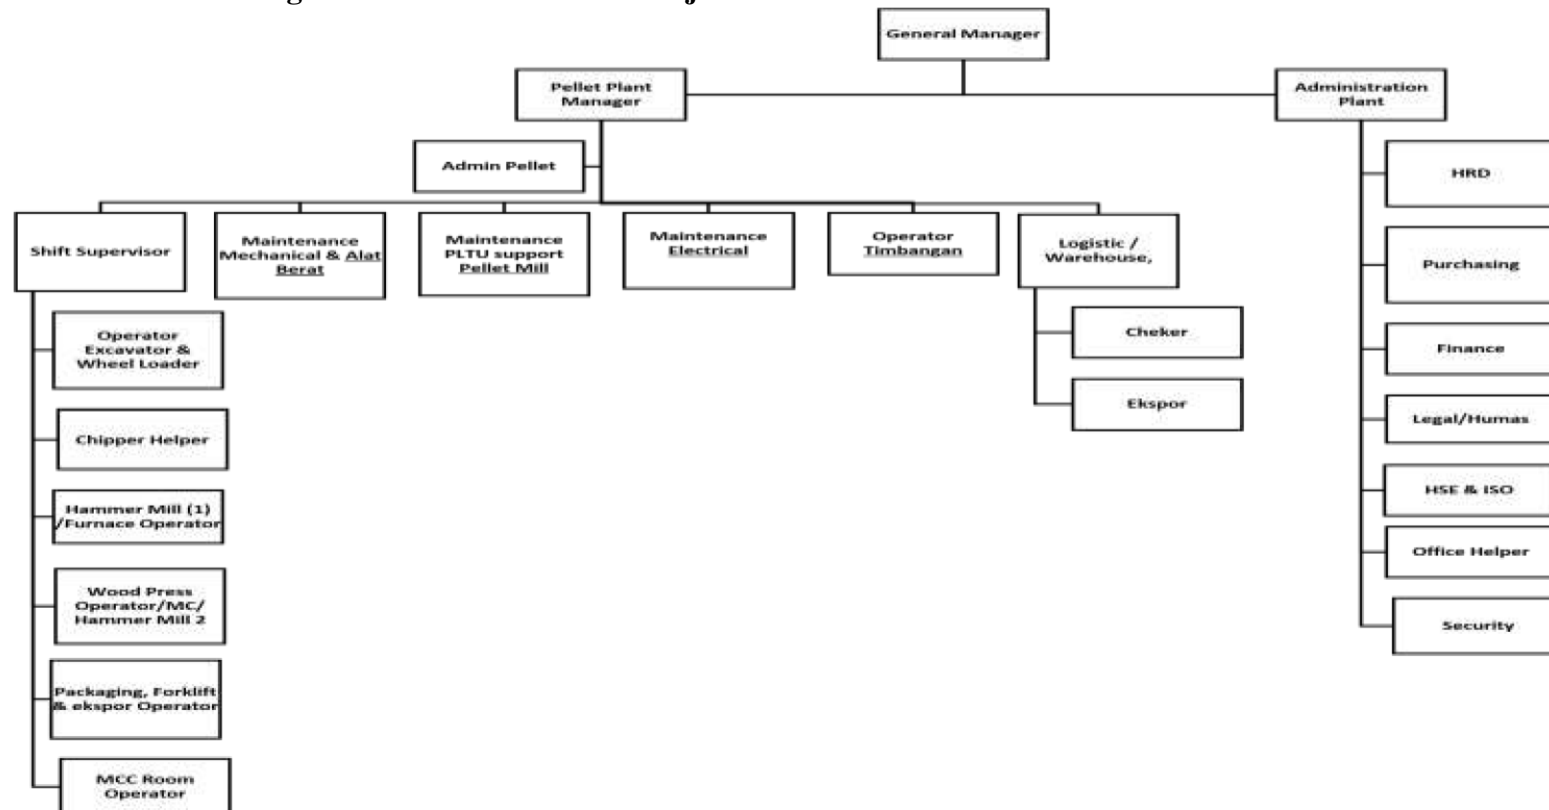 General Manager
Pellet Plant
Manager
Administration
Plant
Admin Pellet
HRD
Shift Supervisor
Maintenance
Mechanical & Alat
Berat
Maintenance
PLTU support
Pellet Mill
Maintenance
Electrical
Operator
Timbangan
Logistic /
Warehouse,
Purchasing
Operator
Excavator &
Wheel Loader
Cheker
Finance
Ekspor
Chipper Helper
Legal/Humas
Hammer Mill (1)
/Furnace Operator
HSE & ISO
Office Helper
Wood Press
Operator/MC/
Hammer Mill 2
Security
Packaging, Forklift
& ekspor Operator
MCC Room
Operator